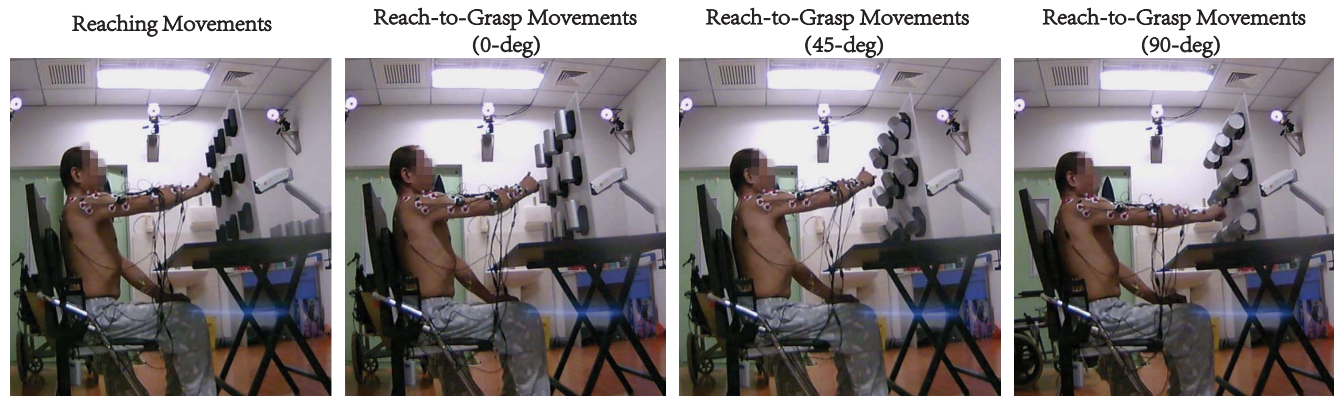 Reaching Movements
Reach-to-Grasp Movements
(0-deg)
Reach-to-Grasp Movements
(45-deg)
Reach-to-Grasp Movements
(90-deg)